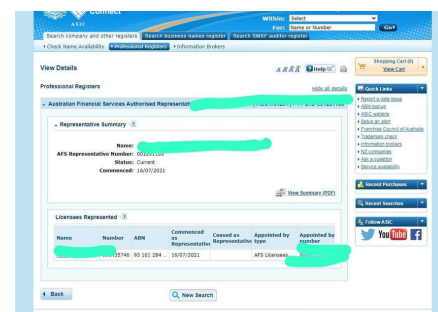 Connect
ASIC
Within: Select
For: Name or Number Go
Search company and other registers Search business names register Search SMSF auditor register
Check Name Availability Professional Registers Information Brokers
View Details
A A A A Help
Shopping Cart (0)
View Cart
Professional Registers
Hide all details
Australian Financial Services Authorised Representative
Representative Summary ?
Name:
AFS Representative Number:
Status: Current
Commenced: 16/07/2021
View Summary (PDF)
Licensees Represented ?
Name Number ABN Commenced as Representative Ceased as Representative Appointed by type Appointed by number
93 161 284 ... 16/07/2021 AFS Licensees
Back
New Search
Quick Links
Report a data issue
ABN lookup
ASIC website
Setup an alert
Franchise Council of Australia
Trademark check
Information brokers
NZ companies
Ask a question
Service availability
Recent Purchases
Recent Searches
Follow ASIC
YouTube f